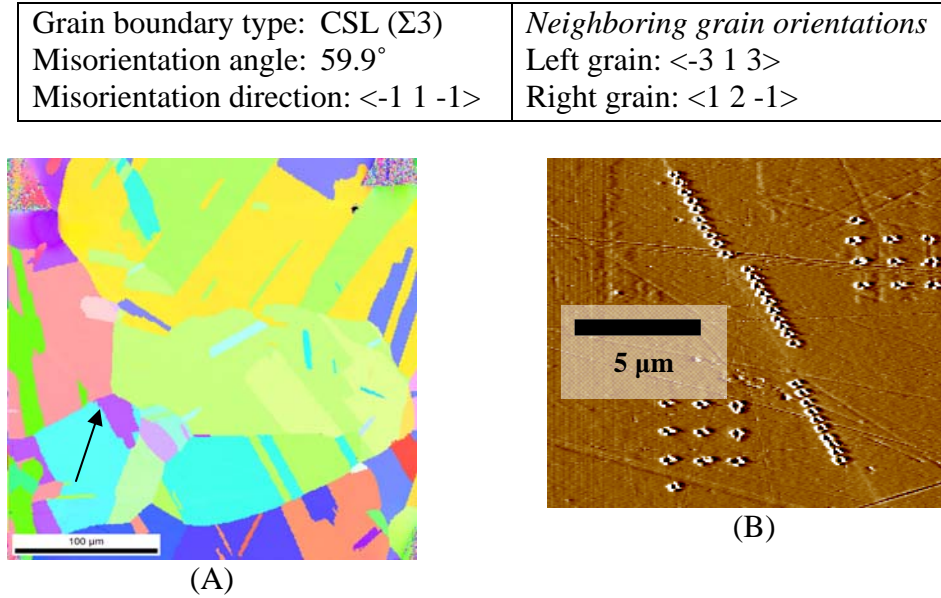 Grain boundary type: CSL (Σ3)
Misorientation angle: 59.9˚
Misorientation direction: <-1 1 -1>
Neighboring grain orientations
Left grain: <-3 1 3>
Right grain: <1 2 -1>
5 μm
100 μm
(A)
(B)